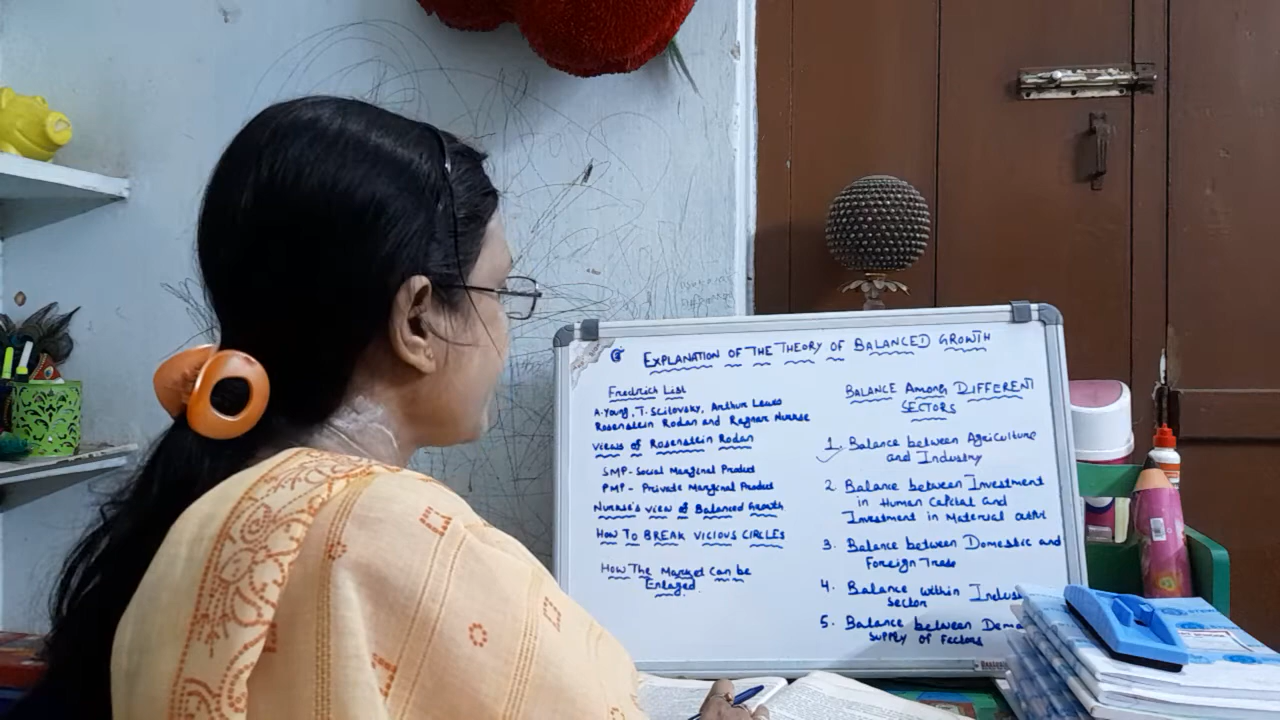 EXPLANATION OF THE THEORY OF BALANCED GROWTH
Fredrich List
A. Young, T. Scilovsky, Arthur Lewis
Rosenstein Rodan and Ragnar Nurkse
Views of Rosenstein Rodan
SMP - Social Marginal Product
PMP - Private Marginal Product
Nurkse's view of Balanced Growth
HOW TO BREAK VICIOUS CIRCLES
How The Market Can be
Enlarged
BALANCE Among DIFFERENT
SECTORS
1. Balance between Agriculture
and Industry
2. Balance between Investment
in Human Capital and
Investment in Material
3. Balance between Domestic and
Foreign Trade
4. Balance within Indus
Sector
5. Balance between Dema
Supply of Factors